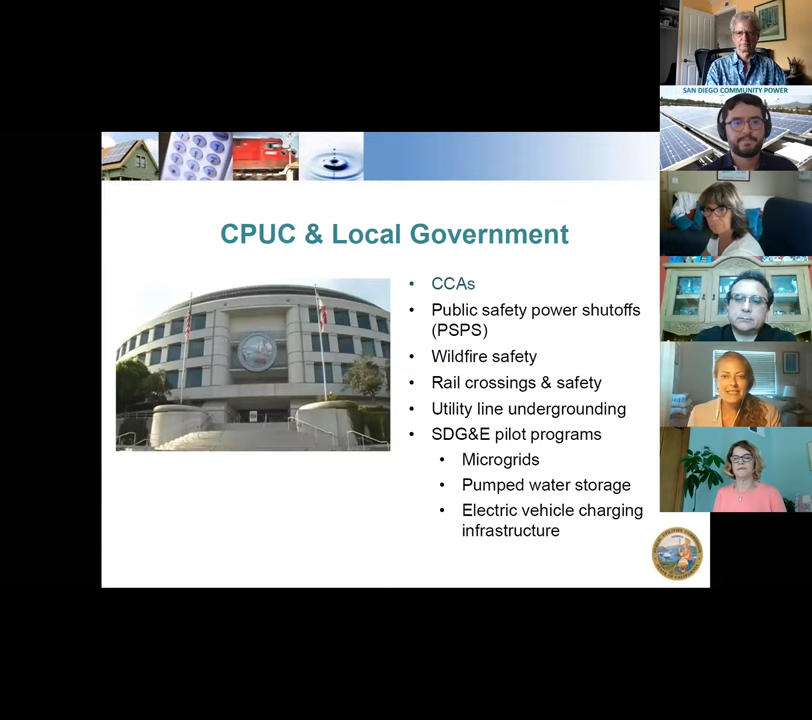 SAN DIEGO COMMUNITY POWER
CPUC & Local Government
• CCAs
• Public safety power shutoffs
(PSPS)
• Wildfire safety
• Rail crossings & safety
• Utility line undergrounding
• SDG&E pilot programs
• Microgrids
• Pumped water storage
• Electric vehicle charging
infrastructure